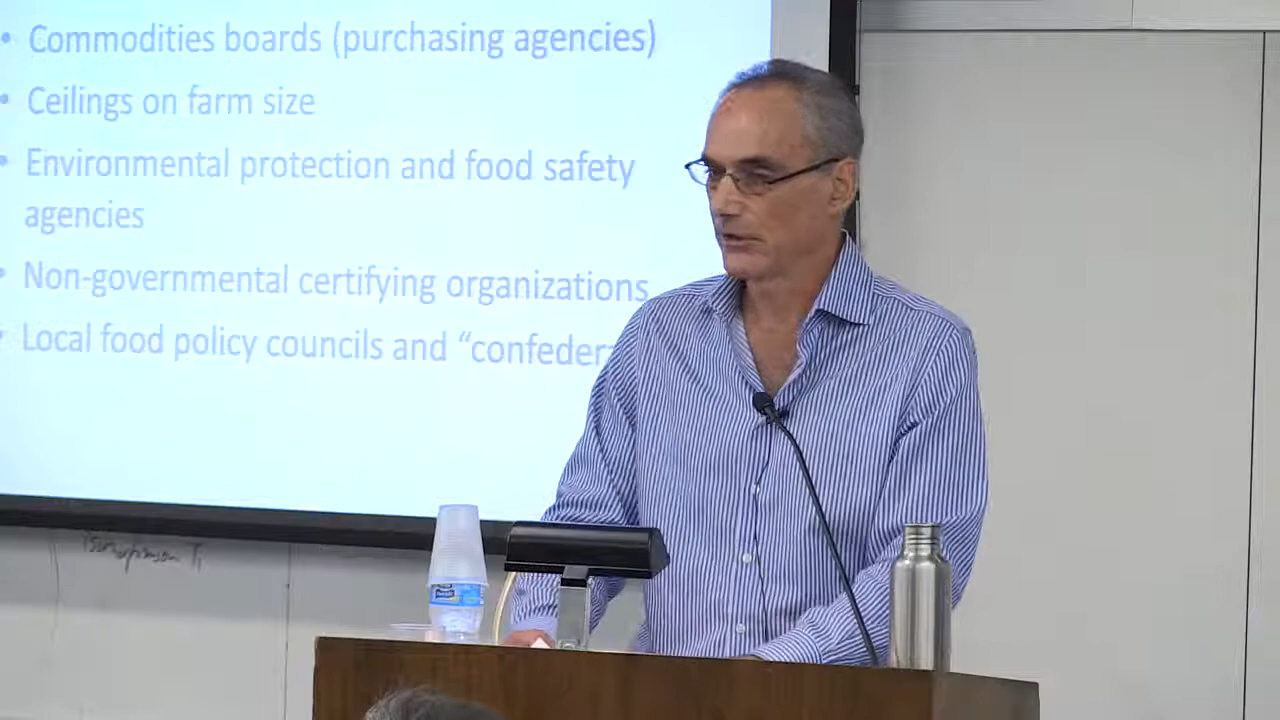 • Commodities boards (purchasing agencies)
• Ceilings on farm size
• Environmental protection and food safety
agencies
• Non-governmental certifying organizations
• Local food policy councils and “confeder